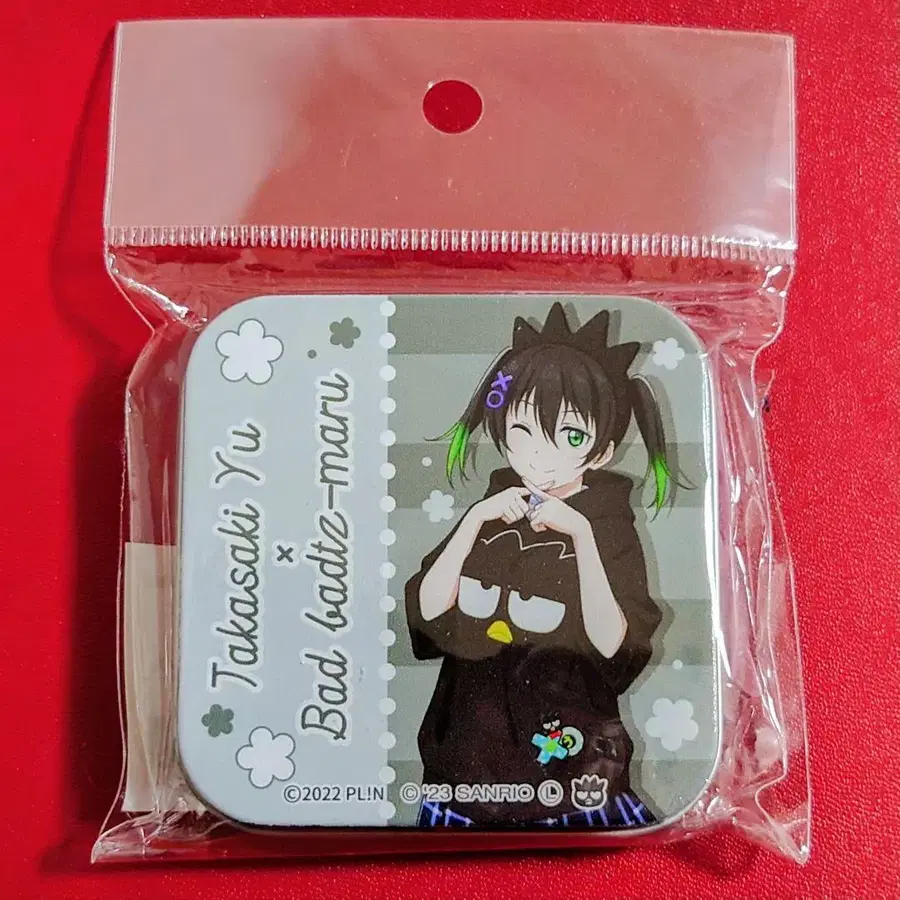 Takasaki Yu
×
Bad badtz-maru
©2022 PL!N © '23 SANRIO Ⓛ